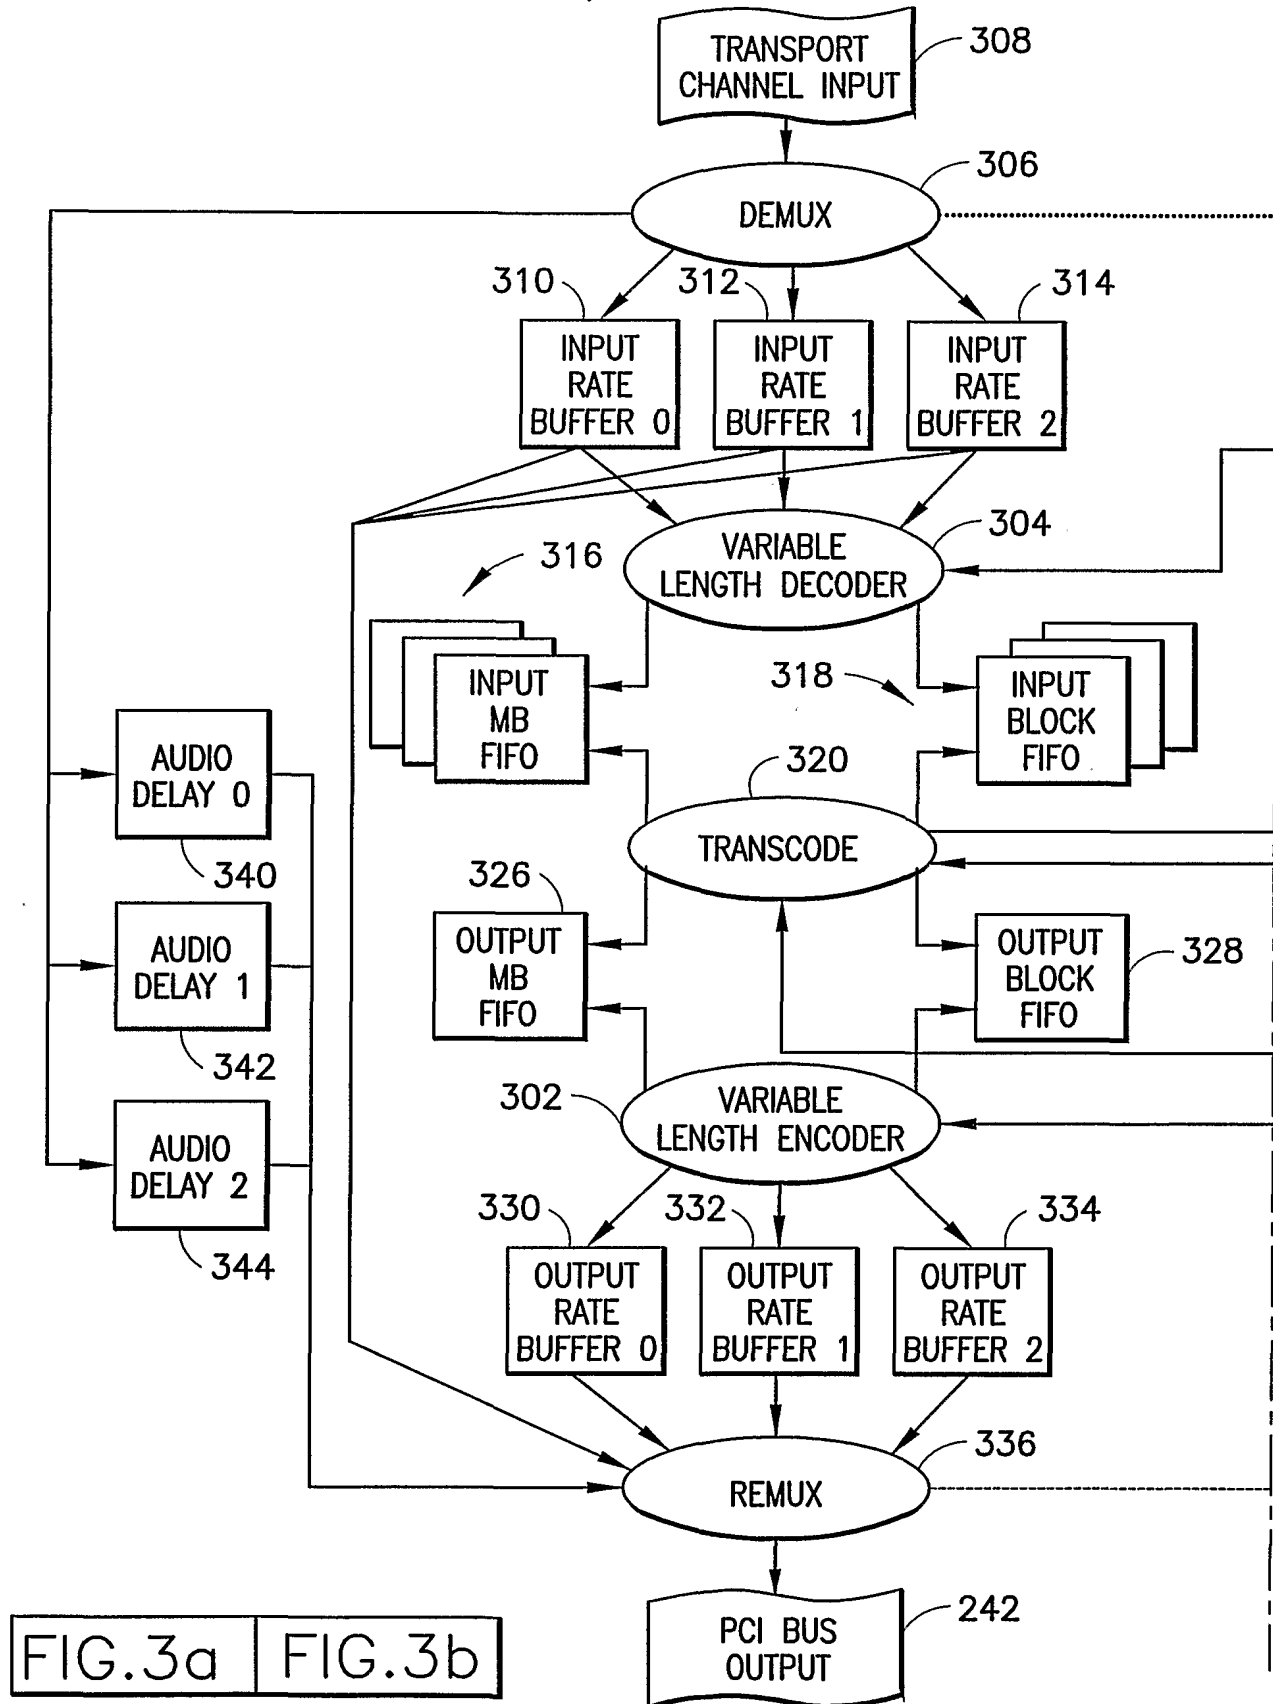 TRANSPORT
CHANNEL INPUT
308
306
DEMUX
310
312
314
INPUT
RATE
BUFFER 0
INPUT
RATE
BUFFER 1
INPUT
RATE
BUFFER 2
304
VARIABLE
LENGTH DECODER
316
318
INPUT
MB
FIFO
INPUT
BLOCK
FIFO
320
TRANSCODE
AUDIO
DELAY 0
340
AUDIO
DELAY 1
342
AUDIO
DELAY 2
344
326
OUTPUT
MB
FIFO
OUTPUT
BLOCK
FIFO
328
302
VARIABLE
LENGTH ENCODER
330
332
334
OUTPUT
RATE
BUFFER 0
OUTPUT
RATE
BUFFER 1
OUTPUT
RATE
BUFFER 2
336
REMUX
242
PCI BUS
OUTPUT
FIG.3a
FIG.3b